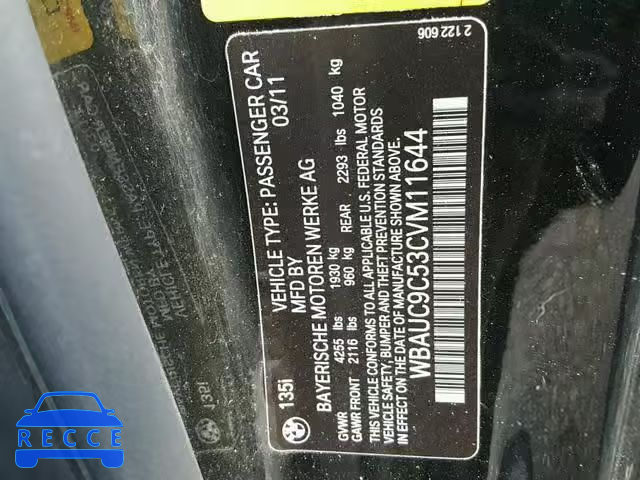 135i
VEHICLE TYPE: PASSENGER CAR
MFD BY 03/11
BAYERISCHE MOTOREN WERKE AG
GVWR 4255 lbs 1930 kg
GAWR FRONT 2116 lbs 960 kg REAR 2293 lbs 1040 kg
THIS VEHICLE CONFORMS TO ALL APPLICABLE U.S. FEDERAL MOTOR
VEHICLE SAFETY, BUMPER AND THEFT PREVENTION STANDARDS
IN EFFECT ON THE DATE OF MANUFACTURE SHOWN ABOVE.
WBAUC9C53CVM11644
2 122 606
RECCE